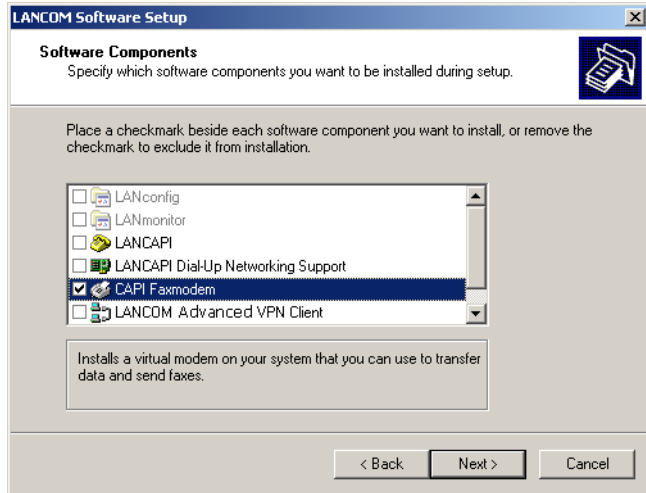 LANCOM Software Setup
Software Components
Specify which software components you want to be installed during setup.
Place a checkmark beside each software component you want to install, or remove the
checkmark to exclude it from installation.
LANconfig
LANmonitor
LANCAPI
LANCAPI Dial-Up Networking Support
CAPI Faxmodem
LANCOM Advanced VPN Client
Installs a virtual modem on your system that you can use to transfer
data and send faxes.
< Back Next > Cancel